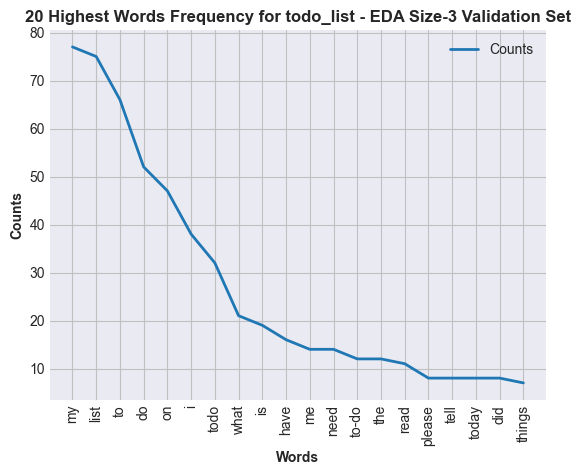 20 Highest Words Frequency for todo_list - EDA Size-3 Validation Set
Counts
80
70
60
50
40
30
20
10
Counts
my
list
to
do
on
i
todo
what
is
have
me
need
to-do
the
read
please
tell
today
did
things
Words